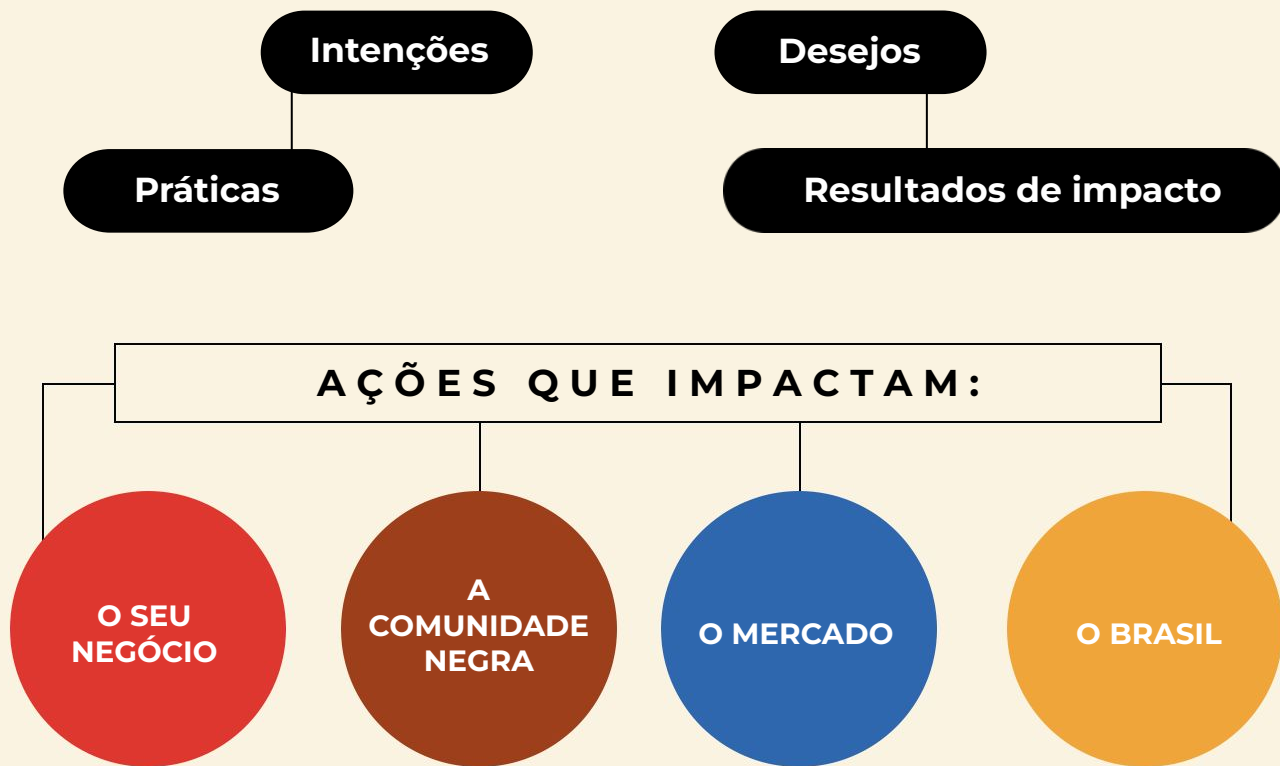 Intenções
Desejos
Práticas
Resultados de impacto
AÇÕES QUE IMPACTAM:
O SEU
NEGÓCIO
A
COMUNIDADE
NEGRA
O MERCADO
O BRASIL